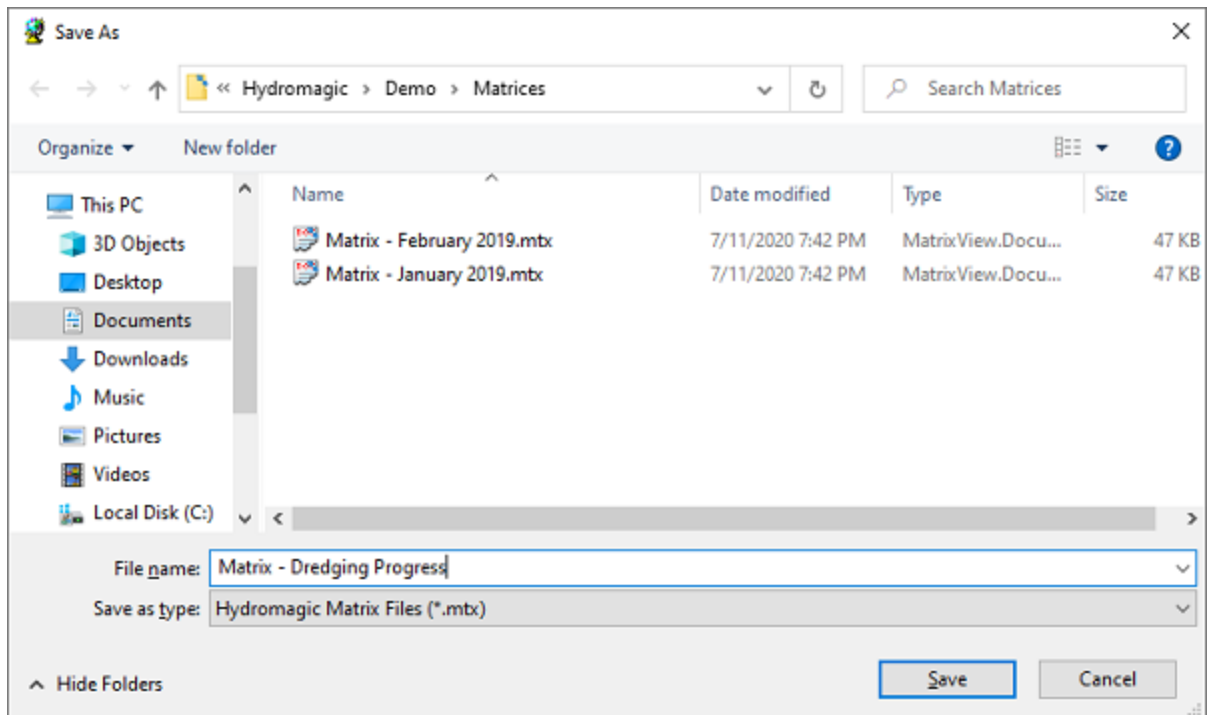 Save As
« Hydromagic › Demo › Matrices
Search Matrices
Organize
New folder
This PC
3D Objects
Desktop
Documents
Downloads
Music
Pictures
Videos
Local Disk (C:)
Name Date modified Type Size
Matrix - February 2019.mtx 7/11/2020 7:42 PM MatrixView.Docu... 47 KB
Matrix - January 2019.mtx 7/11/2020 7:42 PM MatrixView.Docu... 47 KB
File name: Matrix - Dredging Progress
Save as type: Hydromagic Matrix Files (*.mtx)
Hide Folders
Save
Cancel